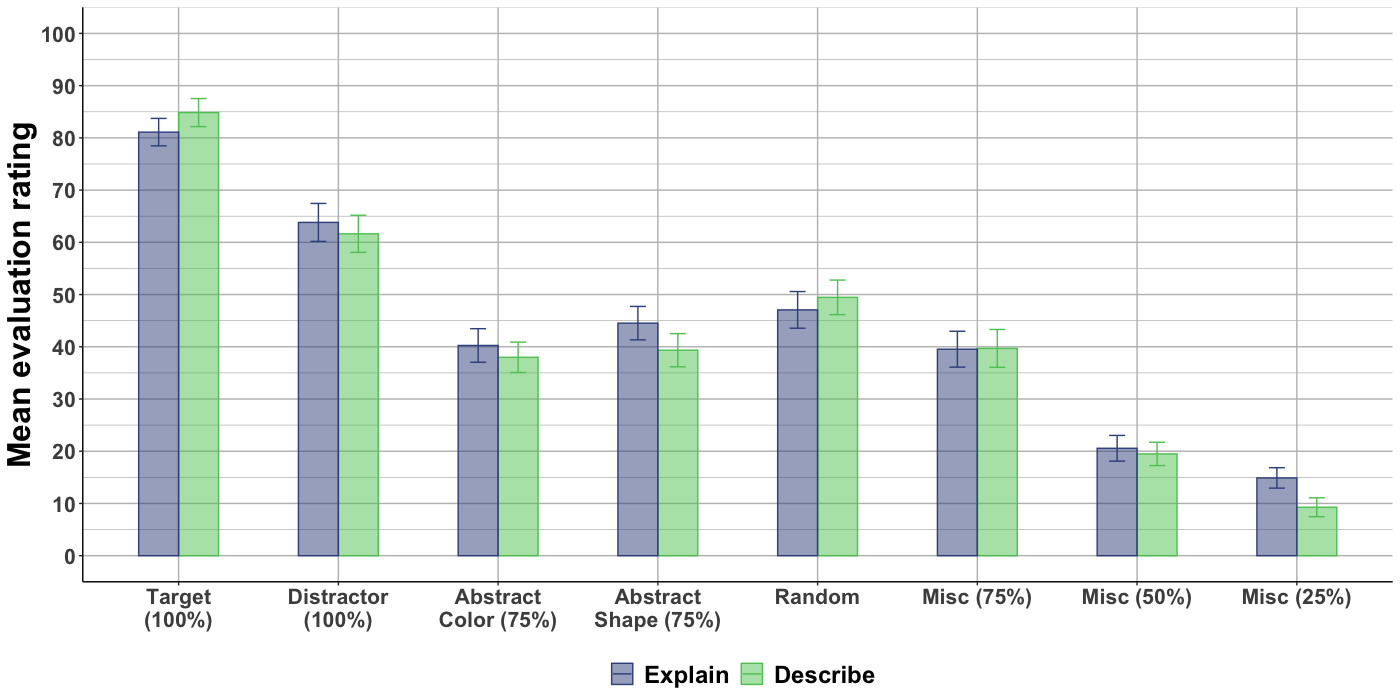 Mean evaluation rating
100
90
80
70
60
50
40
30
20
10
0
Target
(100%)
Distractor
(100%)
Abstract
Color (75%)
Abstract
Shape (75%)
Random
Misc (75%)
Misc (50%)
Misc (25%)
Explain
Describe